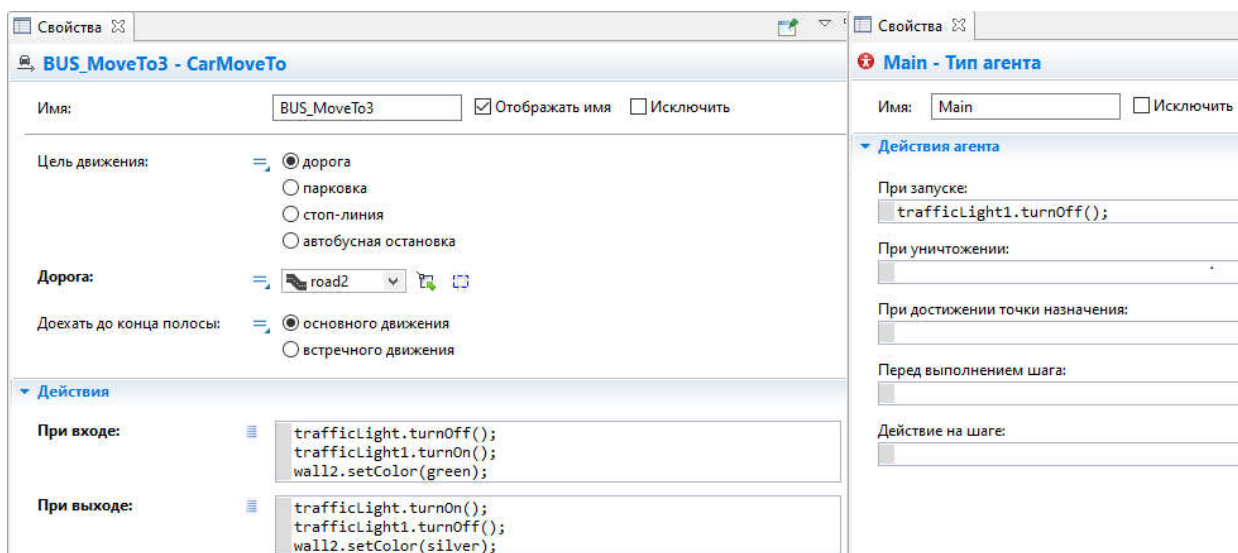 Свойства
BUS_MoveTo3 - CarMoveTo
Имя: BUS_MoveTo3 Отображать имя Исключить
Цель движения: дорога
парковка
стоп-линия
автобусная остановка
Дорога: road2
Доехать до конца полосы: основного движения
встречного движения
Действия
При входе: trafficLight.turnOff();
trafficLight1.turnOn();
wall2.setColor(green);
При выходе: trafficLight.turnOn();
trafficLight1.turnOff();
wall2.setColor(silver);
Свойства
Main - Тип агента
Имя: Main Исключить
Действия агента
При запуске:
trafficLight1.turnOff();
При уничтожении:
При достижении точки назначения:
Перед выполнением шага:
Действие на шаге: